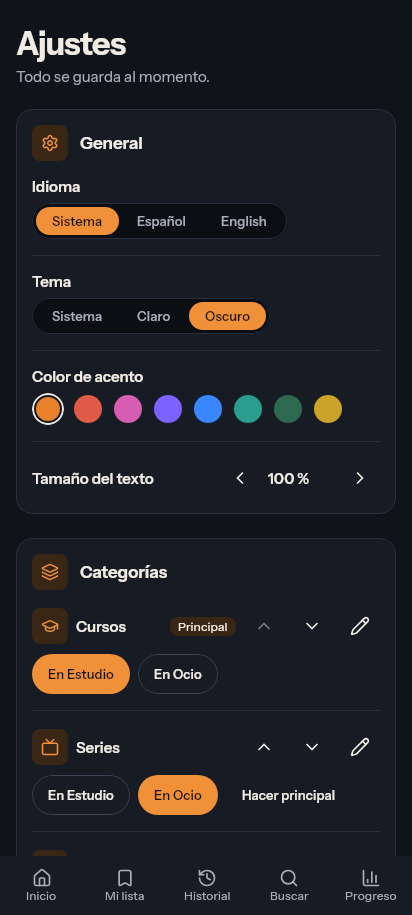 Ajustes
Todo se guarda al momento.
General
Idioma
Sistema Español English
Tema
Sistema Claro Oscuro
Color de acento
Tamaño del texto 100 %
Categorías
Cursos Principal
En Estudio En Ocio
Series
En Estudio En Ocio Hacer principal
Inicio Mi lista Historial Buscar Progreso